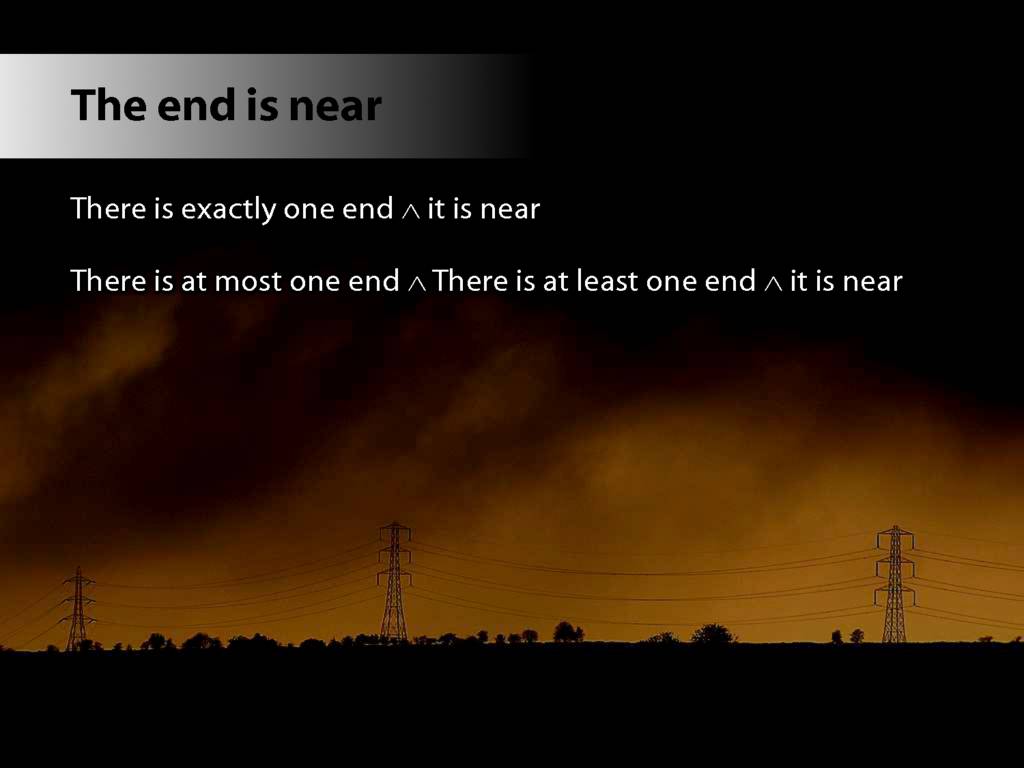 The end is near
There is exactly one end ∧ it is near
There is at most one end ∧ There is at least one end ∧ it is near